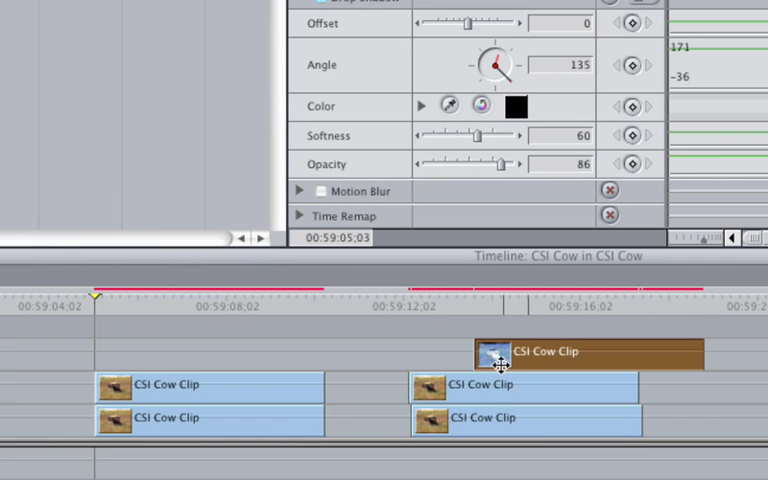 Drop Shadow
Offset 0
Angle 135
171
-36
Color
Softness 60
Opacity 86
Motion Blur
Time Remap
00:59:05;03
Timeline: CSI Cow in CSI Cow
00:59:04;02 00:59:08;02 00:59:12;02 00:59:16;02 00:59:2
CSI Cow Clip
CSI Cow Clip CSI Cow Clip
CSI Cow Clip CSI Cow Clip